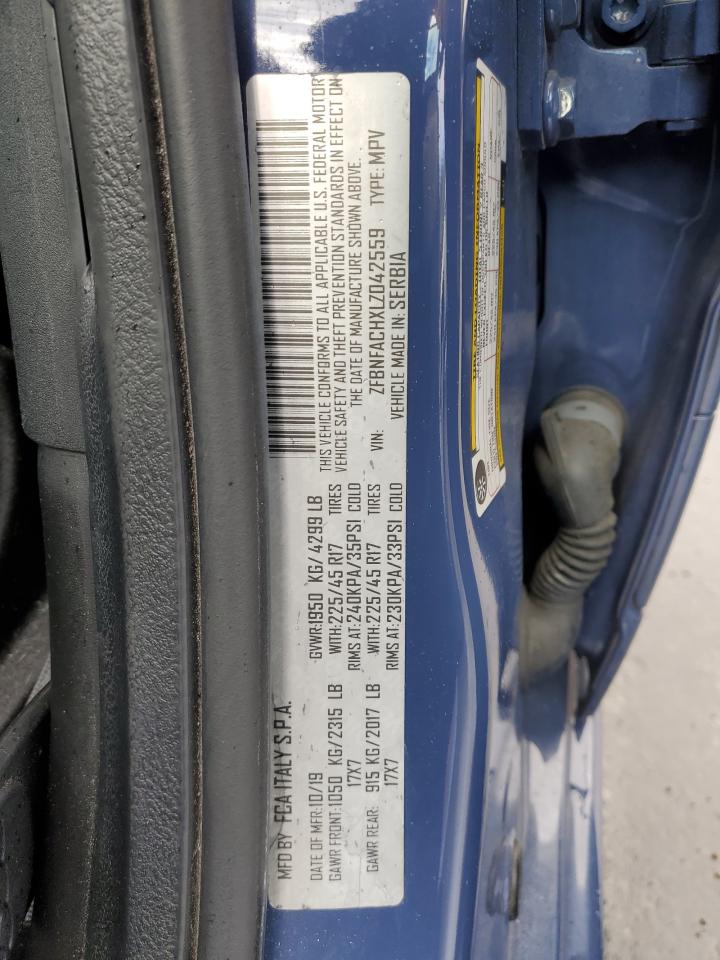 MFD BY FCA ITALY S.P.A.
DATE OF MFR:10/19 GVWR:1950 KG/4299 LB
GAWR FRONT:1050 KG/2315 LB WITH:225/45 R17 TIRES
17X7 RIMS AT:240KPA/35PSI COLD
GAWR REAR: 915 KG/2017 LB WITH:225/45 R17 TIRES
17X7 RIMS AT:230KPA/33PSI COLD
THIS VEHICLE CONFORMS TO ALL APPLICABLE U.S. FEDERAL MOTOR
VEHICLE SAFETY AND THEFT PREVENTION STANDARDS IN EFFECT ON
THE DATE OF MANUFACTURE SHOWN ABOVE.
VIN: ZFBNFACHXLZ042559 TYPE: MPV
VEHICLE MADE IN: SERBIA